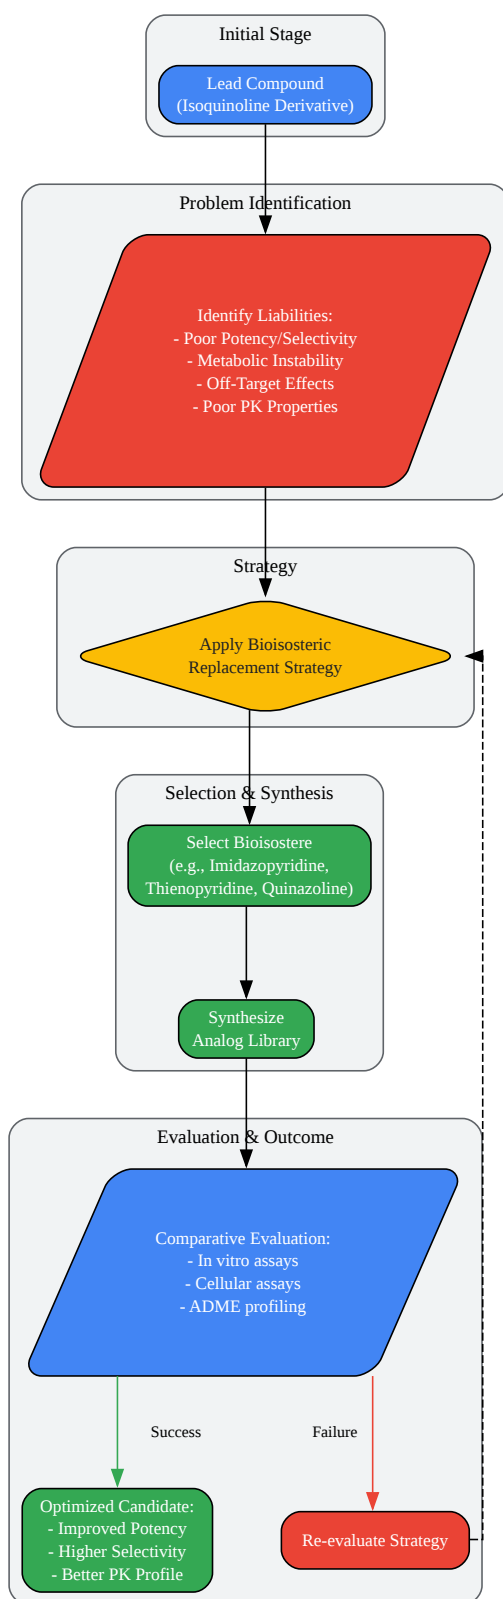 Initial Stage
Lead Compound
(Isoquinoline Derivative)
Problem Identification
Identify Liabilities:
- Poor Potency/Selectivity
- Metabolic Instability
- Off-Target Effects
- Poor PK Properties
Strategy
Apply Bioisosteric
Replacement Strategy
Selection & Synthesis
Select Bioisostere
(e.g., Imidazopyridine,
Thienopyridine, Quinazoline)
Synthesize
Analog Library
Evaluation & Outcome
Comparative Evaluation:
- In vitro assays
- Cellular assays
- ADME profiling
Success
Failure
Optimized Candidate:
- Improved Potency
- Higher Selectivity
- Better PK Profile
Re-evaluate Strategy